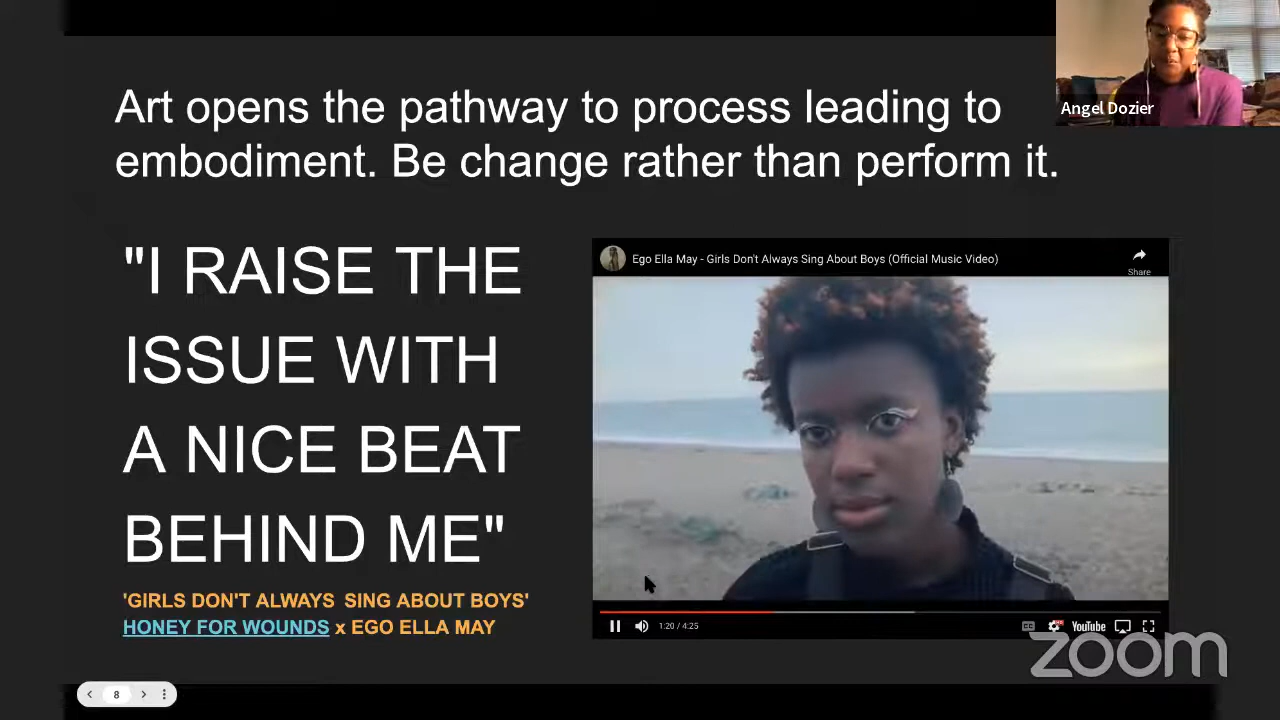 Art opens the pathway to process leading to
embodiment. Be change rather than perform it.
Angel Dozier
"I RAISE THE
ISSUE WITH
A NICE BEAT
BEHIND ME"
'GIRLS DON'T ALWAYS SING ABOUT BOYS'
HONEY FOR WOUNDS x EGO ELLA MAY
Ego Ella May - Girls Don't Always Sing About Boys (Official Music Video)
Share
1:20 / 4:25
CC
HD
YouTube
zoom
8